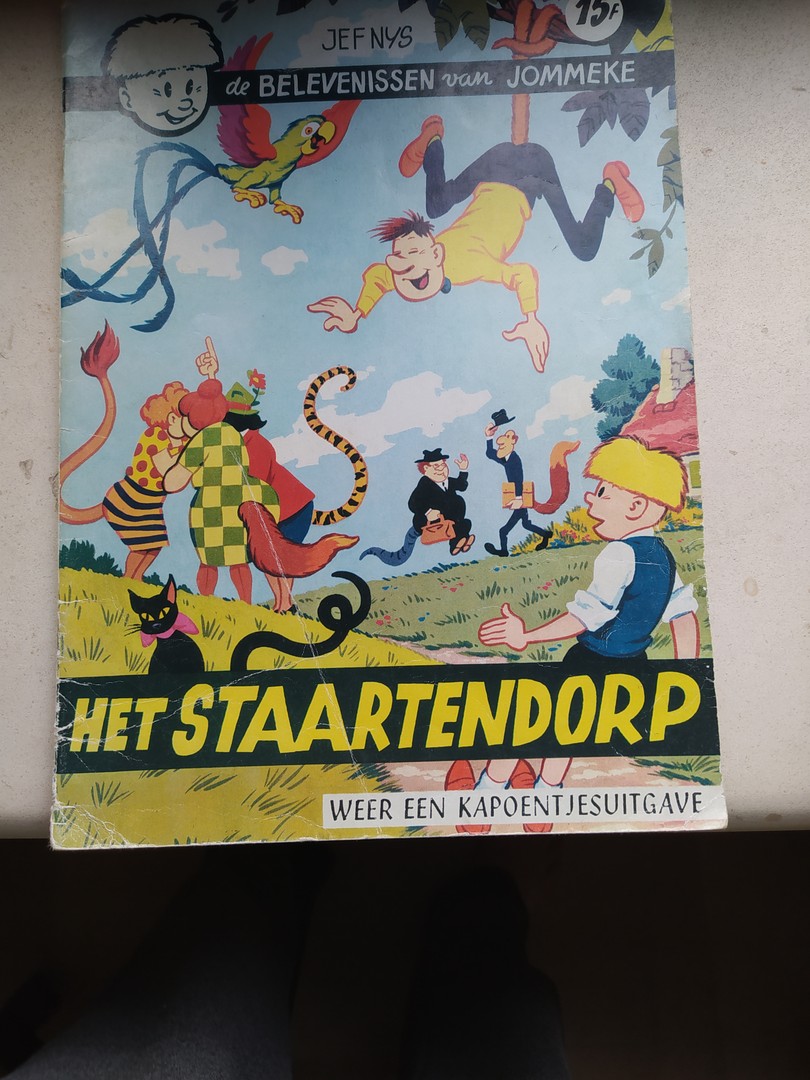 15F
JEF NYS
de BELEVENISSEN van JOMMEKE
HET STAARTENDORP
WEER EEN KAPOENTJESUITGAVE